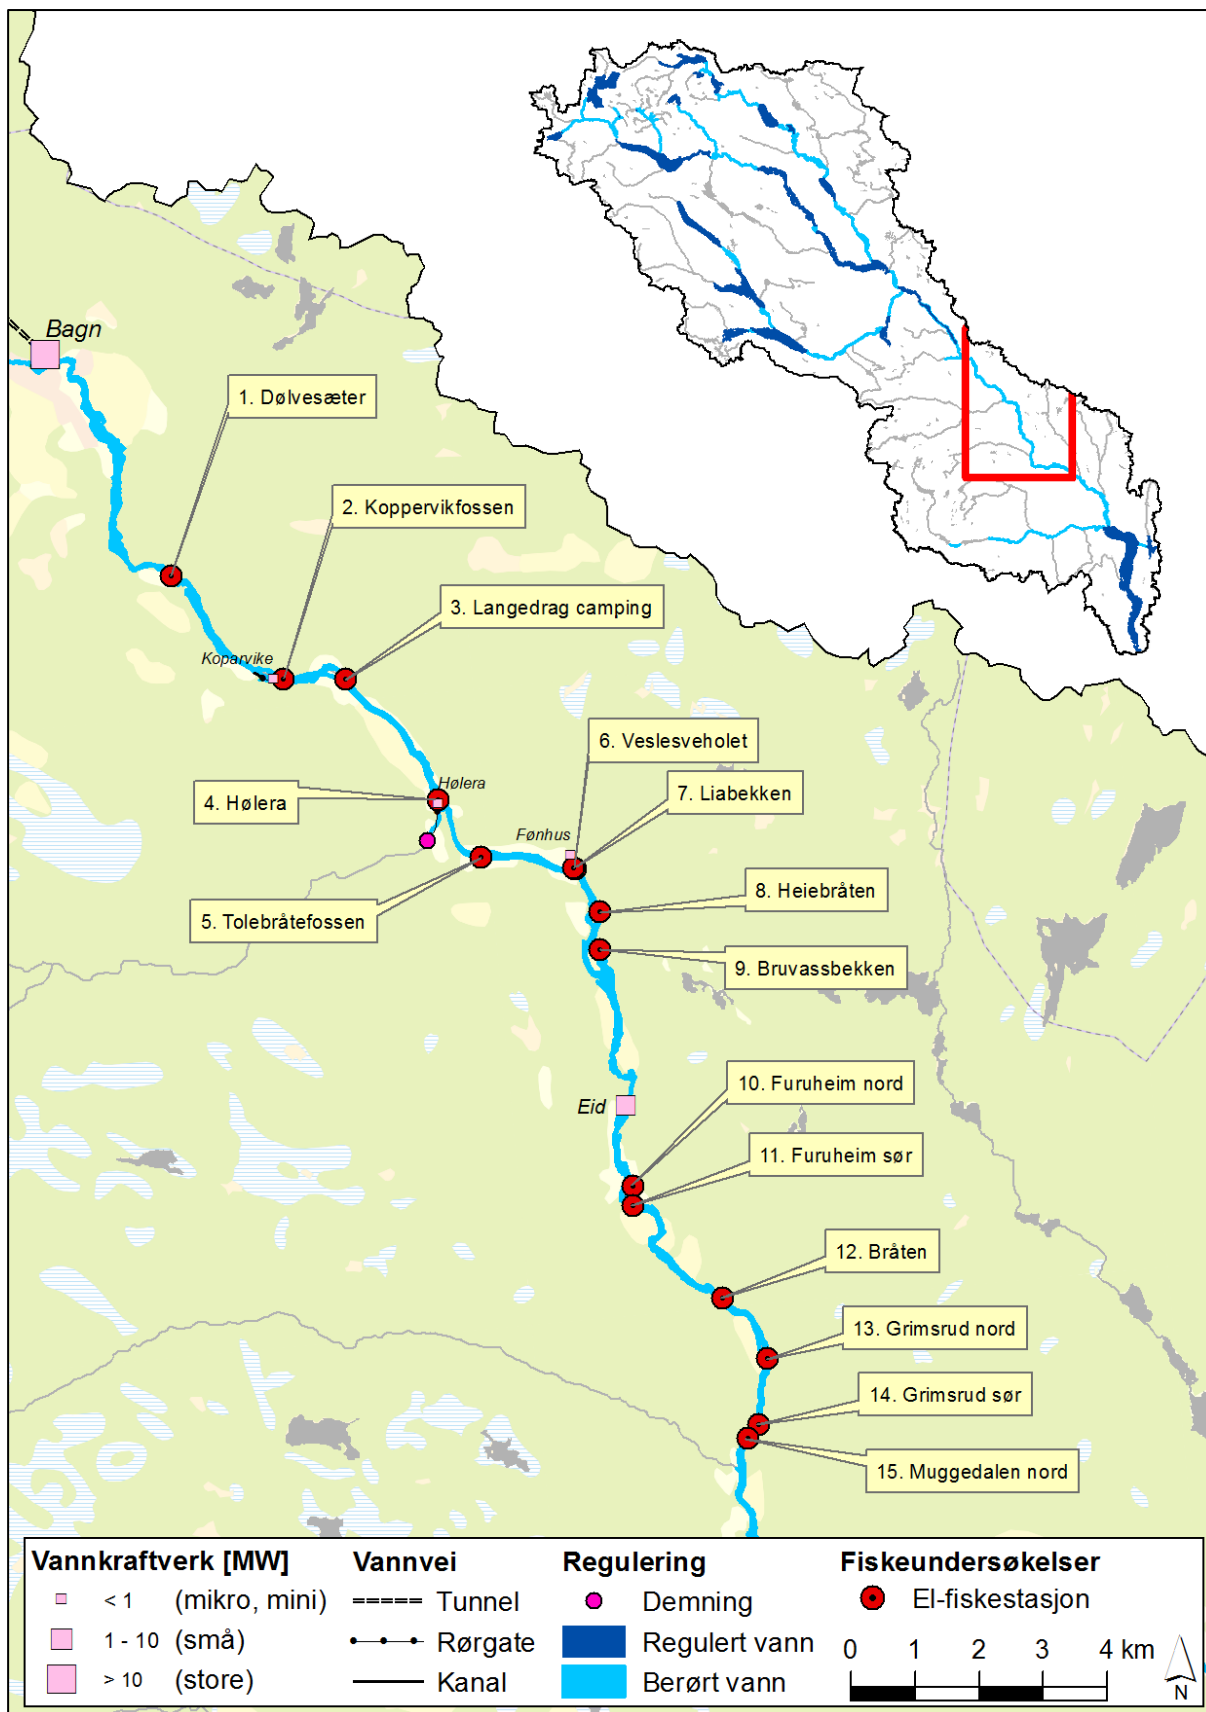 Bagn
1. Dølvesæter
2. Koppervikfossen
3. Langedrag camping
Koparvike
6. Veslesveholet
7. Liabekken
Hølera
4. Hølera
Fønhus
8. Heiebråten
5. Tolebråtefossen
9. Bruvassbekken
10. Furuheim nord
Eid
11. Furuheim sør
12. Bråten
13. Grimsrud nord
14. Grimsrud sør
15. Muggedalen nord
Vannkraftverk [MW]
< 1 (mikro, mini)
1 - 10 (små)
> 10 (store)
Vannvei
Tunnel
Rørgate
Kanal
Regulering
Demning
Regulert vann
Berørt vann
Fiskeundersøkelser
El-fiskestasjon
0 1 2 3 4 km
N